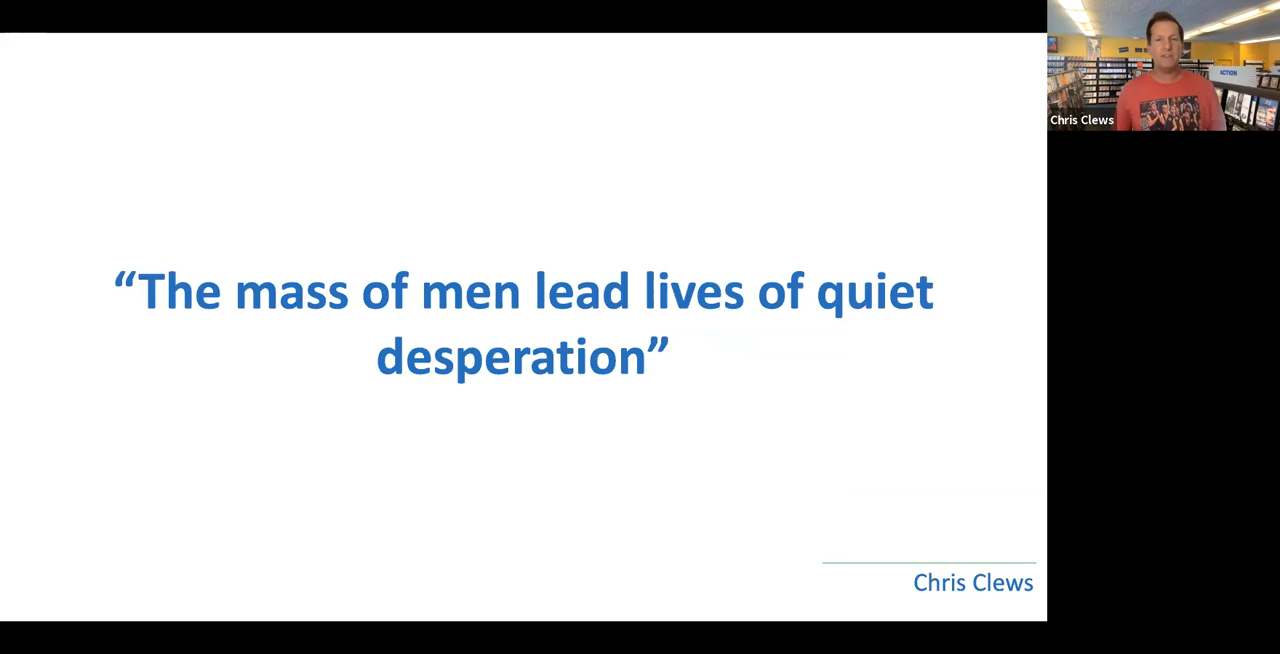 “The mass of men lead lives of quiet
desperation”
Chris Clews
Chris Clews
ACTION